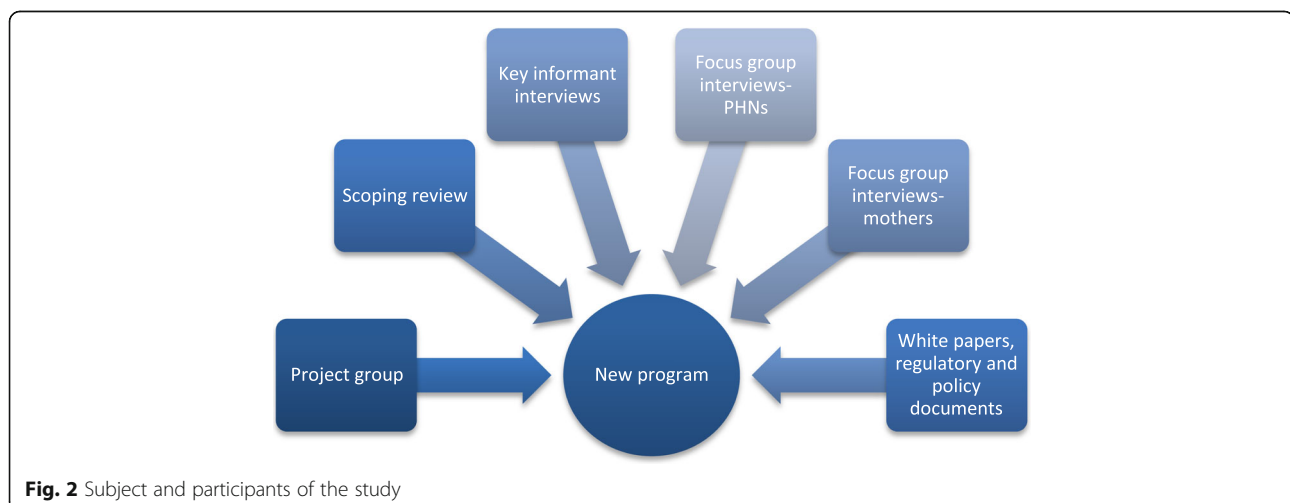 Key informant
interviews
Focus group
interviews-
PHNs
Scoping review
Focus group
interviews-
mothers
Project group
New program
White papers,
regulatory and
policy
documents
Fig. 2 Subject and participants of the study